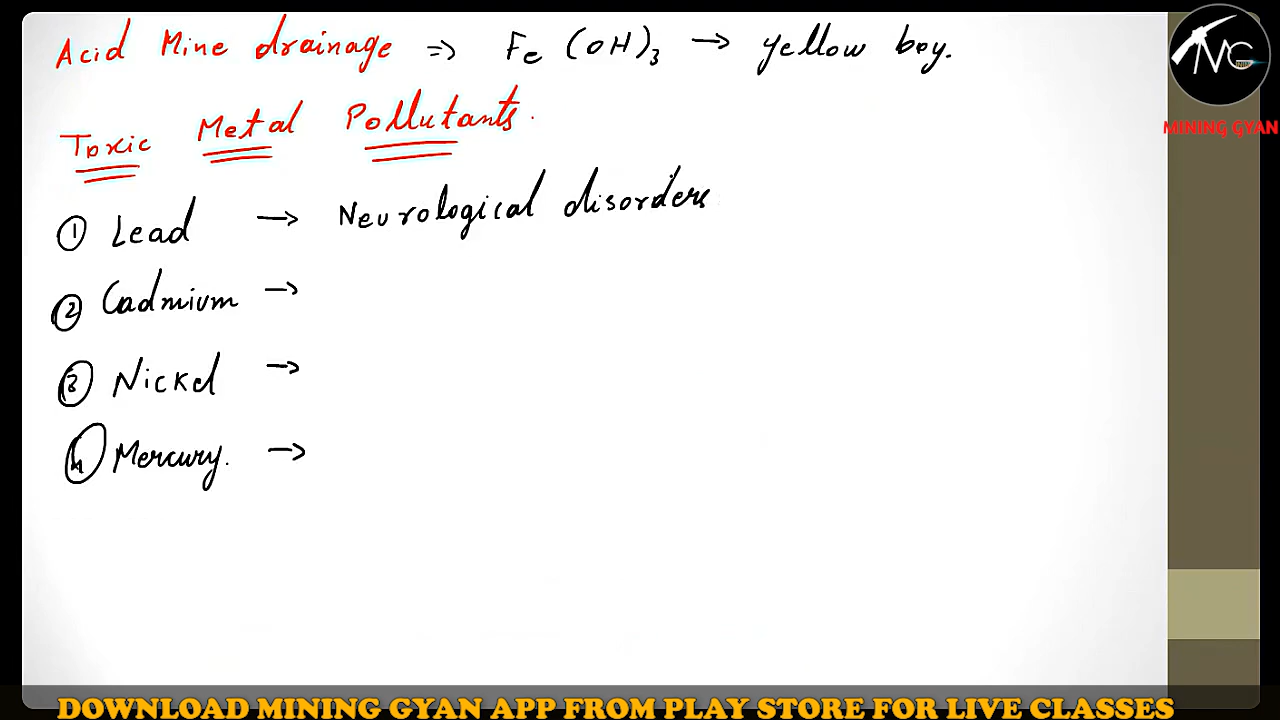 Acid Mine drainage ⇒ Fe (OH)3 → yellow boy.
Toxic Metal Pollutants.
① Lead → Neurological disorders
② Cadmium →
③ Nickel →
④ Mercury. →
MG
MINING GYAN
DOWNLOAD MINING GYAN APP FROM PLAY STORE FOR LIVE CLASSES